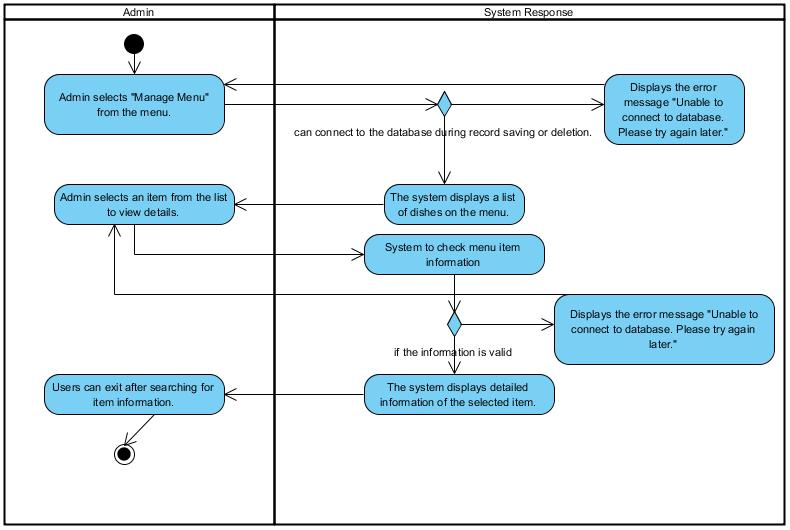 Admin
System Response
Admin selects "Manage Menu"
from the menu.
Displays the error
message "Unable to
connect to database.
Please try again later."
can connect to the database during record saving or deletion.
Admin selects an item from the list
to view details.
The system displays a list
of dishes on the menu.
System to check menu item
information
Displays the error message "Unable to
connect to database. Please try again
later."
if the information is valid
Users can exit after searching for
item information.
The system displays detailed
information of the selected item.